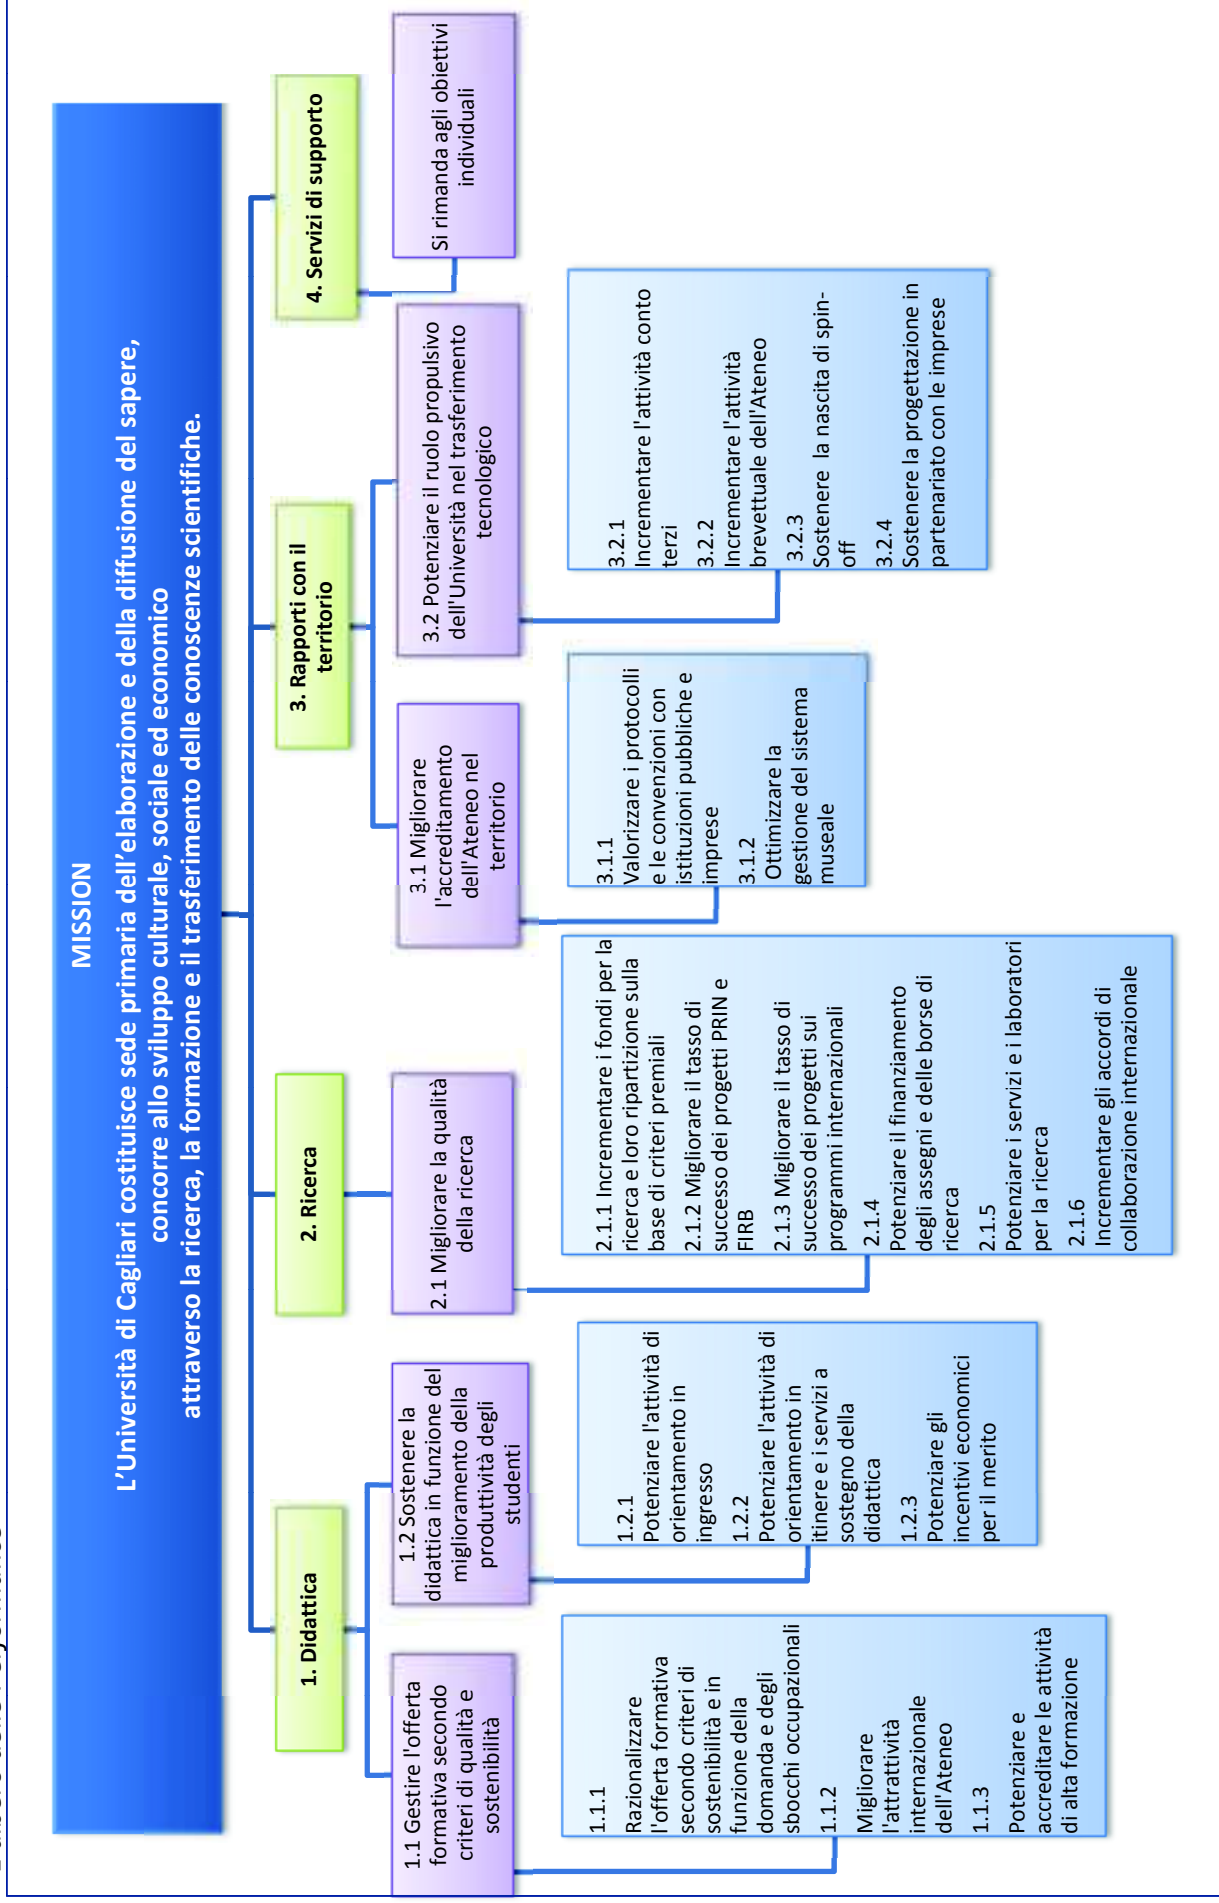 MISSION
L'Università di Cagliari costituisce sede primaria dell'elaborazione e della diffusione del sapere,
concorre allo sviluppo culturale, sociale ed economico
attraverso la ricerca, la formazione e il trasferimento delle conoscenze scientifiche.
1. Didattica
1.1 Gestire l'offerta
formativa secondo
criteri di qualità e
sostenibilità
1.1.1
Razionalizzare
l'offerta formativa
secondo criteri di
sostenibilità e in
funzione della
domanda e degli
sbocchi occupazionali
1.1.2
Migliorare
l'attrattività
internazionale
dell'Ateneo
1.1.3
Potenziare e
accreditare le attività
di alta formazione
1.2 Sostenere la
didattica in funzione del
miglioramento della
produttività degli
studenti
1.2.1
Potenziare l'attività di
orientamento in
ingresso
1.2.2
Potenziare l'attività di
orientamento in
itinere e i servizi a
sostegno della
didattica
1.2.3
Potenziare gli
incentivi economici
per il merito
2. Ricerca
2.1 Migliorare la qualità
della ricerca
2.1.1 Incrementare i fondi per la
ricerca e loro ripartizione sulla
base di criteri premiali
2.1.2 Migliorare il tasso di
successo dei progetti PRIN e
FIRB
2.1.3 Migliorare il tasso di
successo dei progetti sui
programmi internazionali
2.1.4
Potenziare il finanziamento
degli assegni e delle borse di
ricerca
2.1.5
Potenziare i servizi e i laboratori
per la ricerca
2.1.6
Incrementare gli accordi di
collaborazione internazionale
3. Rapporti con il
territorio
3.1 Migliorare
l'accreditamento
dell'Ateneo nel
territorio
3.1.1
Valorizzare i protocolli
e le convenzioni con
istituzioni pubbliche e
imprese
3.1.2
Ottimizzare la
gestione del sistema
museale
3.2 Potenziare il ruolo propulsivo
dell'Università nel trasferimento
tecnologico
3.2.1
Incrementare l'attività conto
terzi
3.2.2
Incrementare l'attività
brevettuale dell'Ateneo
3.2.3
Sostenere la nascita di spin-
off
3.2.4
Sostenere la progettazione in
partenariato con le imprese
4. Servizi di supporto
Si rimanda agli obiettivi
individuali